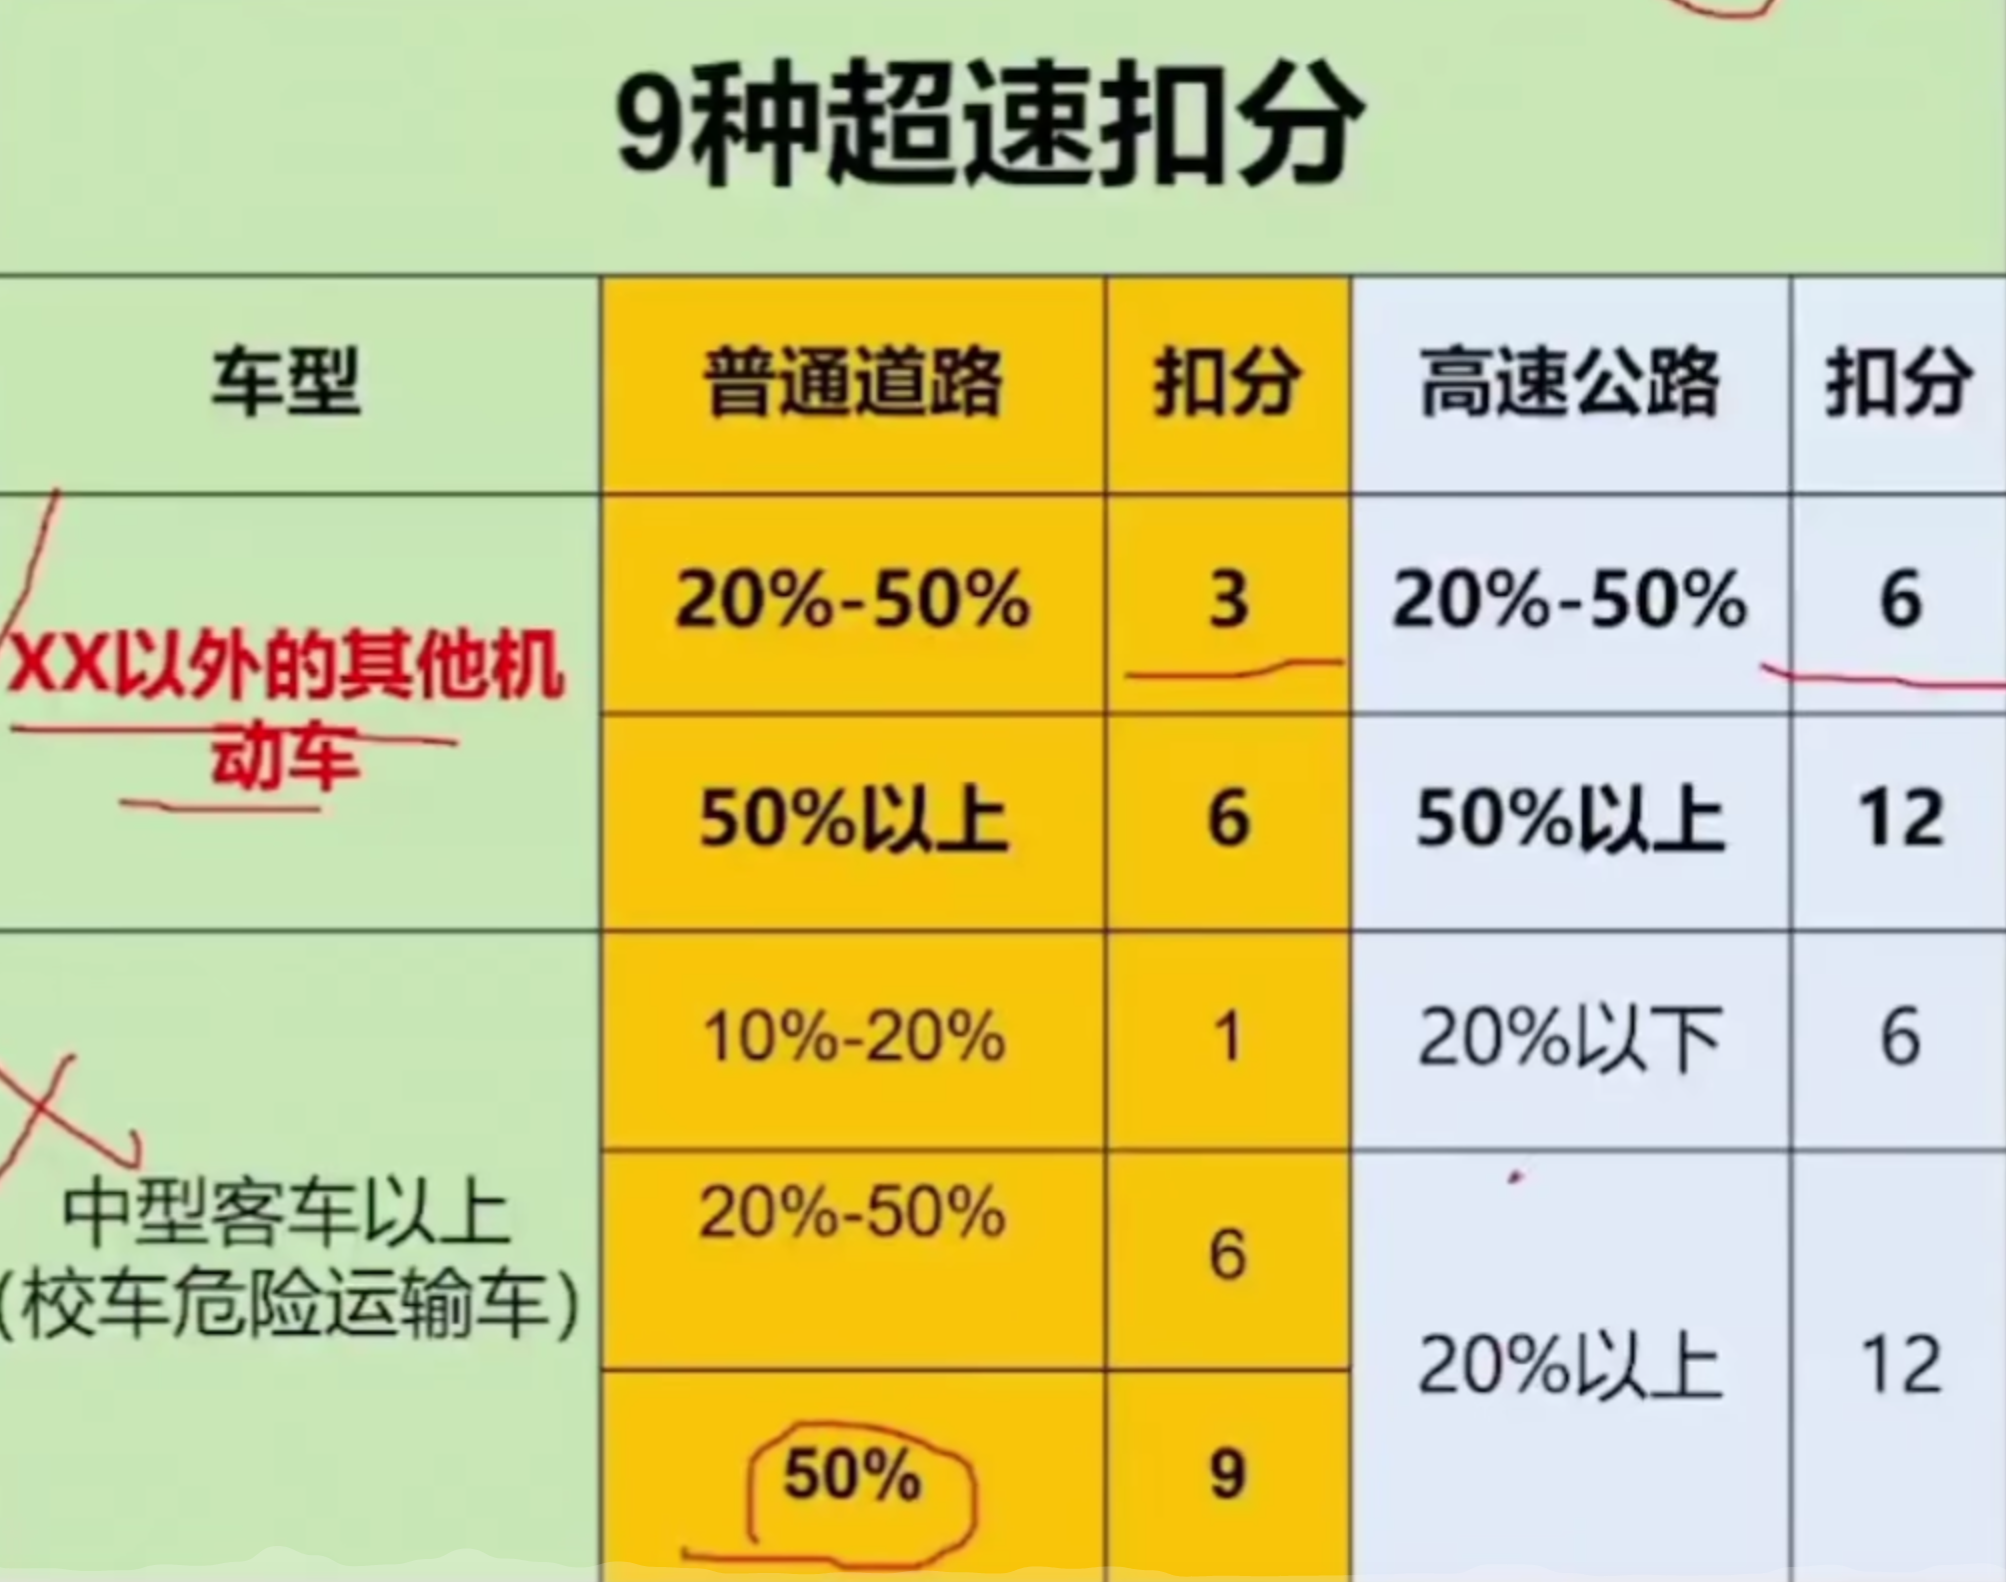 9种超速扣分
车型 普通道路 扣分 高速公路 扣分
XX以外的其他机
动车
20%-50% 3 20%-50% 6
50%以上 6 50%以上 12
中型客车以上
(校车危险运输车)
10%-20% 1 20%以下 6
20%-50% 6
20%以上 12
50% 9